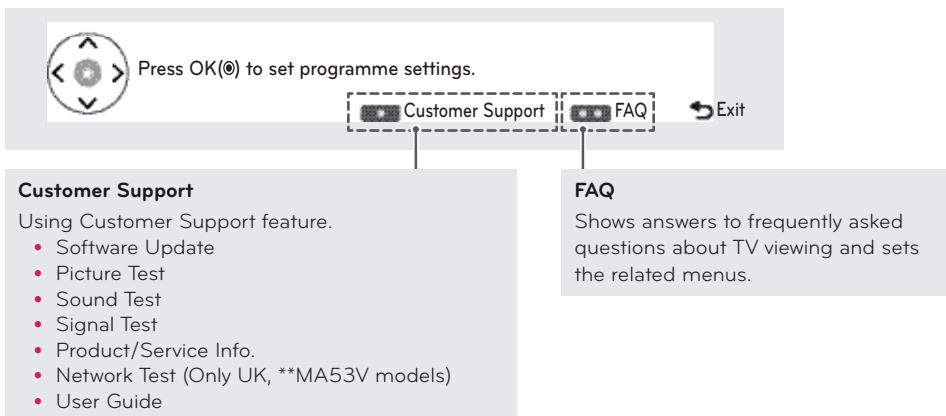 Press OK(◉) to set programme settings.
Customer Support FAQ Exit
Customer Support
Using Customer Support feature.
• Software Update
• Picture Test
• Sound Test
• Signal Test
• Product/Service Info.
• Network Test (Only UK, **MA53V models)
• User Guide
FAQ
Shows answers to frequently asked
questions about TV viewing and sets
the related menus.